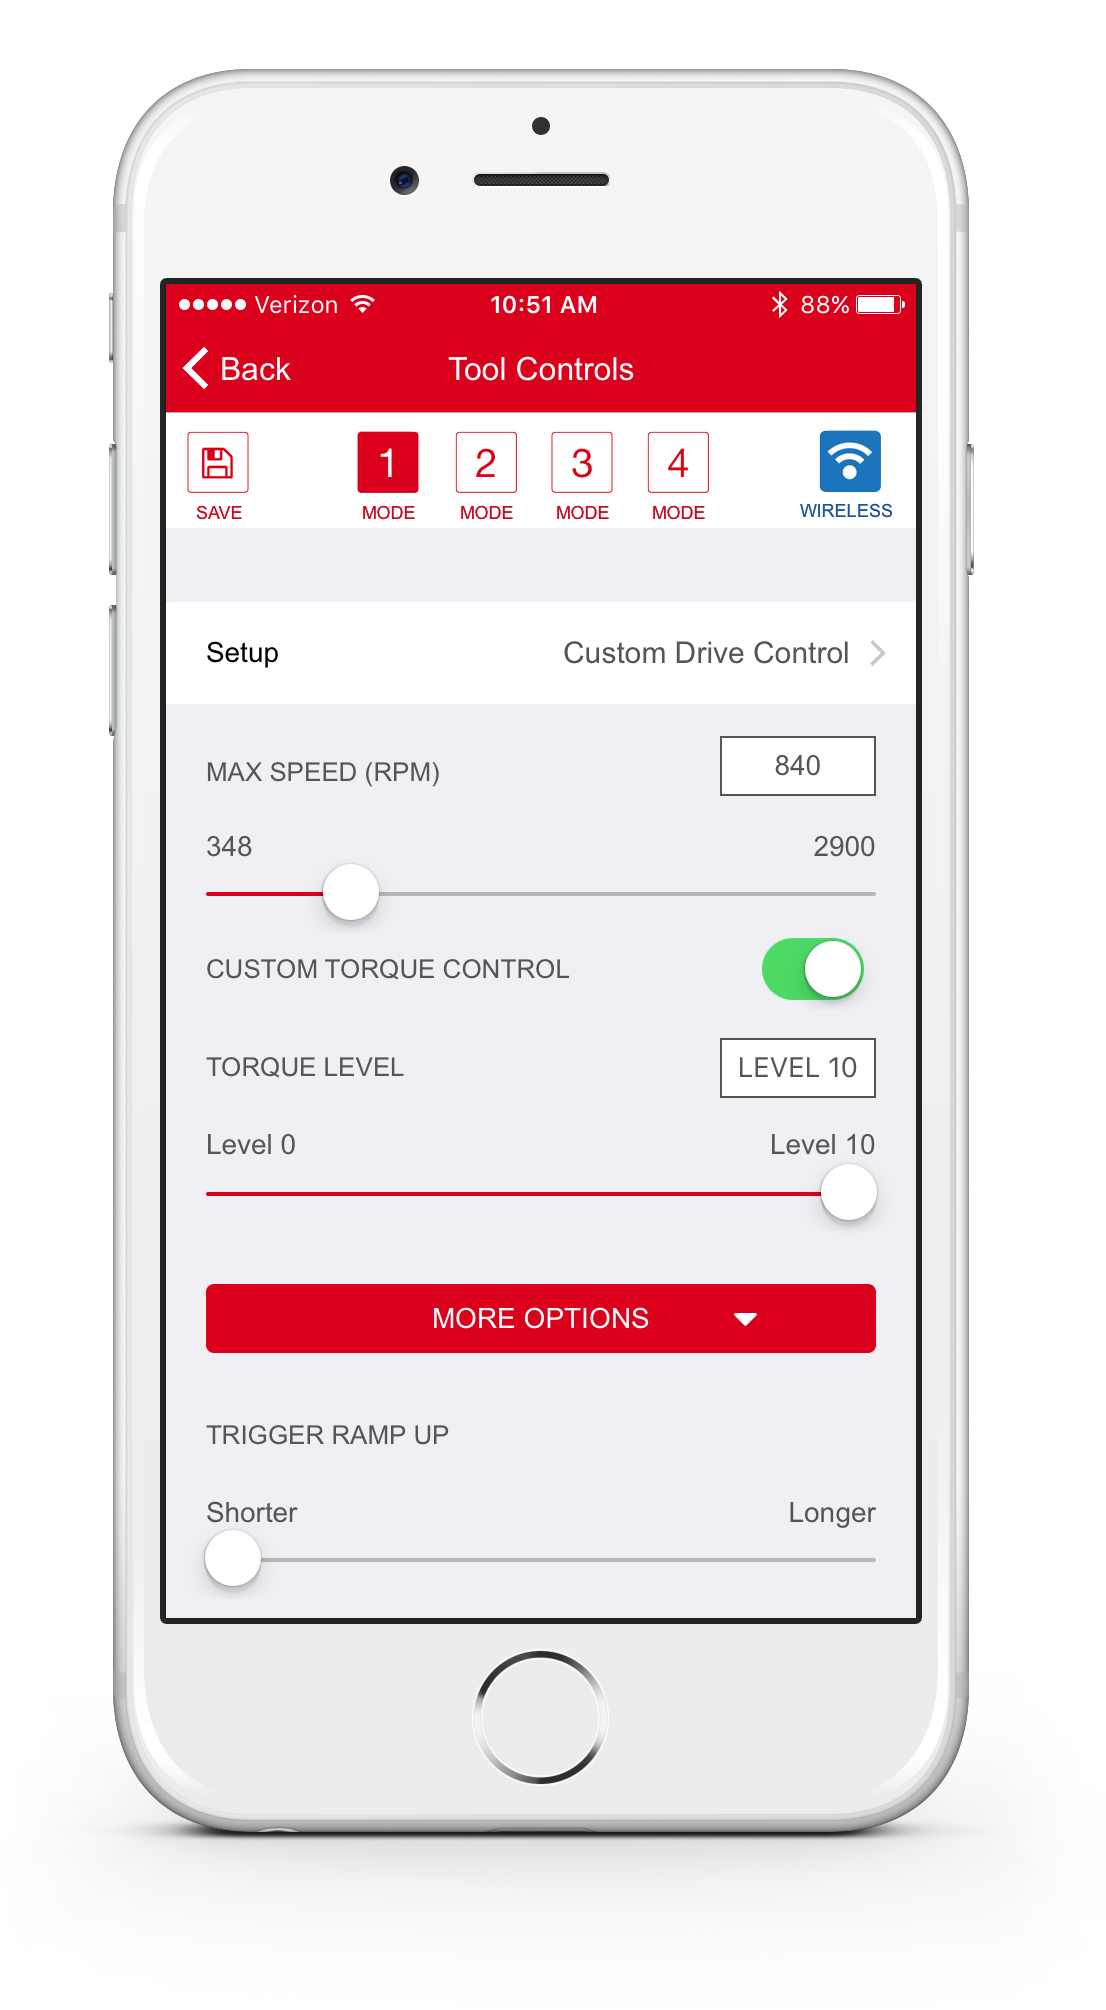 Verizon 10:51 AM 88%
Back Tool Controls
1 2 3 4
SAVE MODE MODE MODE MODE WIRELESS
Setup Custom Drive Control
MAX SPEED (RPM) 840
348 2900
CUSTOM TORQUE CONTROL
TORQUE LEVEL LEVEL 10
Level 0 Level 10
MORE OPTIONS
TRIGGER RAMP UP
Shorter Longer